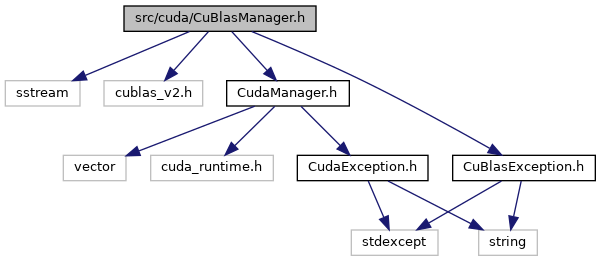 src/cuda/CuBlasManager.h
sstream
cublas_v2.h
CudaManager.h
vector
cuda_runtime.h
CudaException.h
CuBlasException.h
stdexcept
string